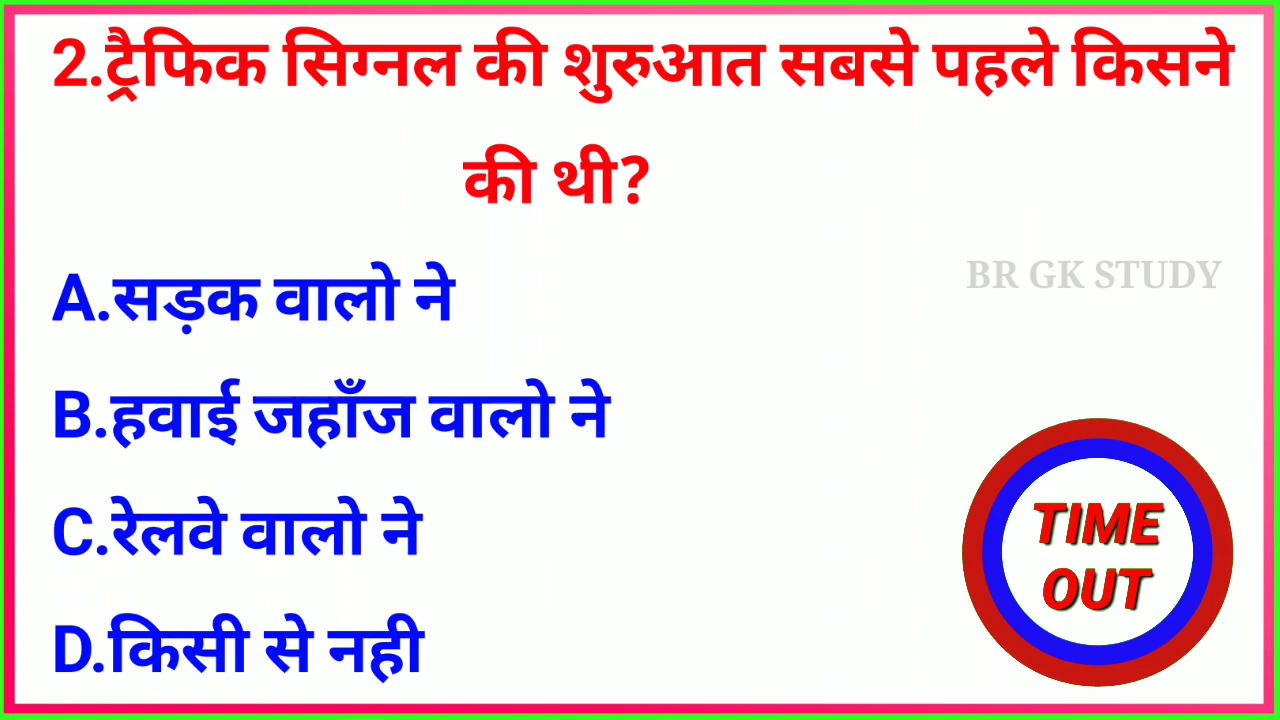 2.ट्रैफिक सिग्नल की शुरुआत सबसे पहले किसने
की थी?
BR GK STUDY
A.सड़क वालो ने
B.हवाई जहाँज वालो ने
C.रेलवे वालो ने
D.किसी से नही
TIME
OUT